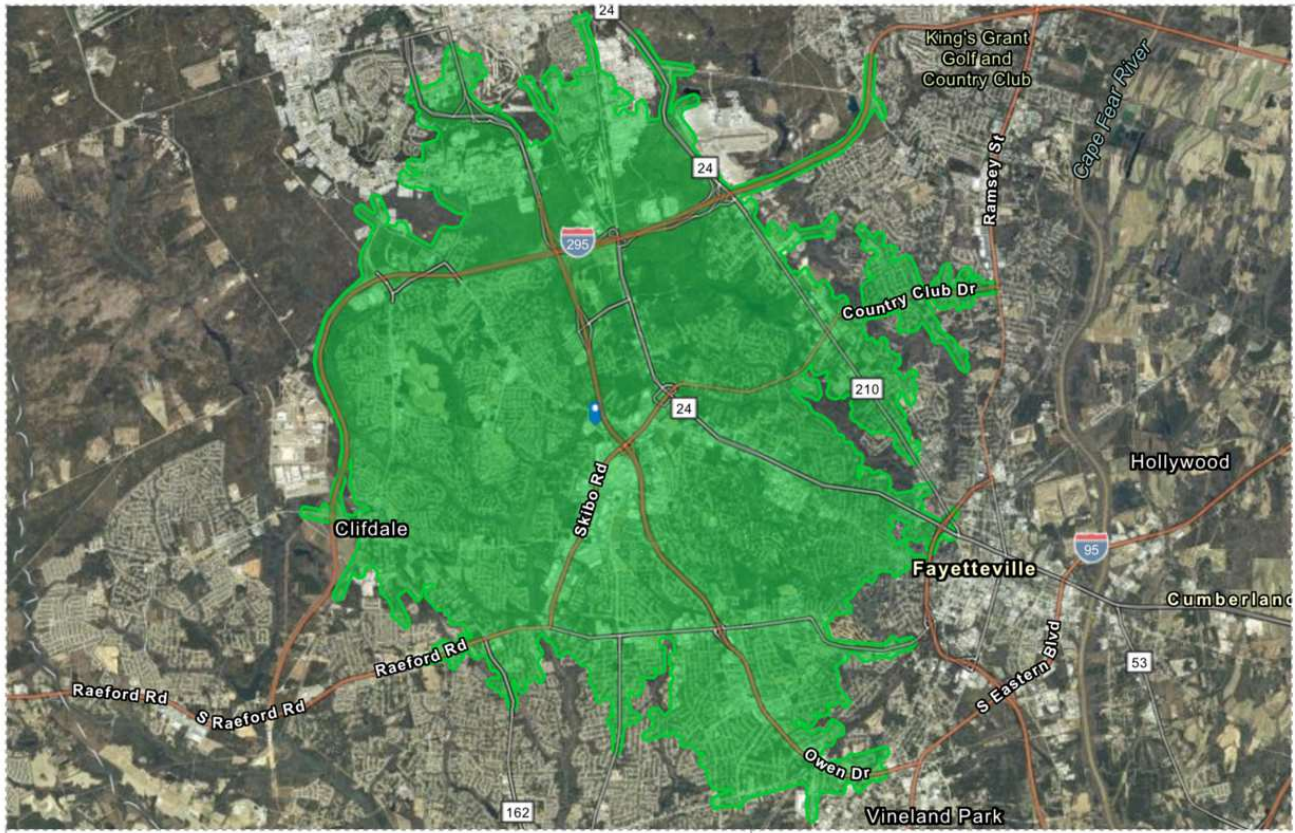 24
King's Grant
Golf and
Country Club
Cape Fear River
Ramsey St
24
295
Country Club Dr
210
24
Hollywood
Skibo Rd
Clifdale
95
Fayetteville
Cumberland
Raeford Rd
53
Raeford Rd
S Raeford Rd
S Eastern Blvd
Owen Dr
162
Vineland Park